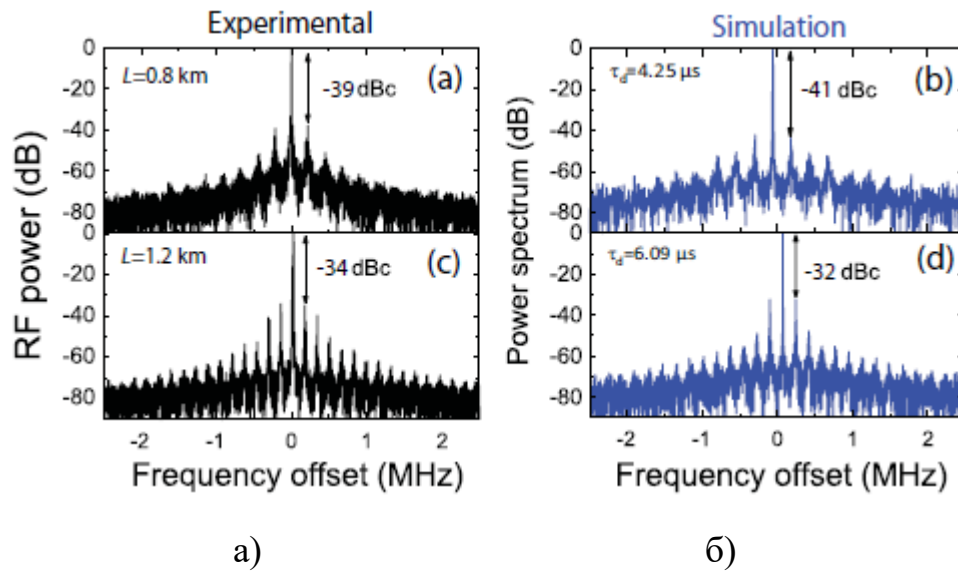 Experimental
Simulation
0
-20
-40
-60
-80
L=0.8 km
(a)
-39 dBc
0
-20
-40
-60
-80
τd=4.25 µs
(b)
-41 dBc
0
-20
-40
-60
-80
L=1.2 km
(c)
-34 dBc
0
-20
-40
-60
-80
τd=6.09 µs
(d)
-32 dBc
RF power (dB)
Power spectrum (dB)
-2 -1 0 1 2
-2 -1 0 1 2
Frequency offset (MHz)
Frequency offset (MHz)
а)
б)